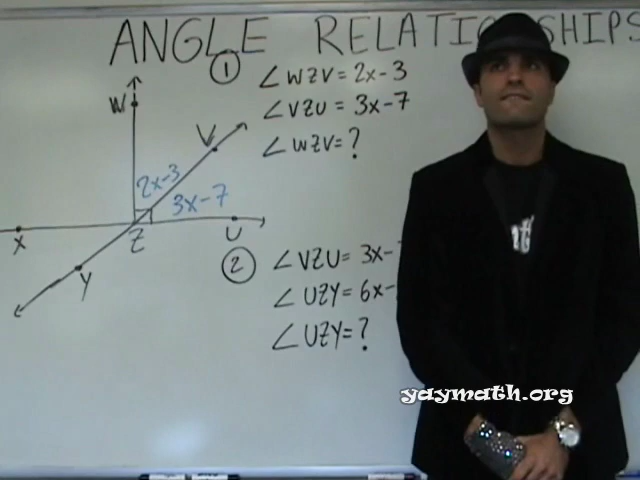 ANGLE RELATIONSHIPS
1
∠WZV = 2x-3
∠VZU = 3x-7
∠WZV = ?
W
V
2x-3
3x-7
X
Z
U
Y
2
∠VZU = 3x-
∠UZY = 6x-
∠UZY = ?
yaymath.org